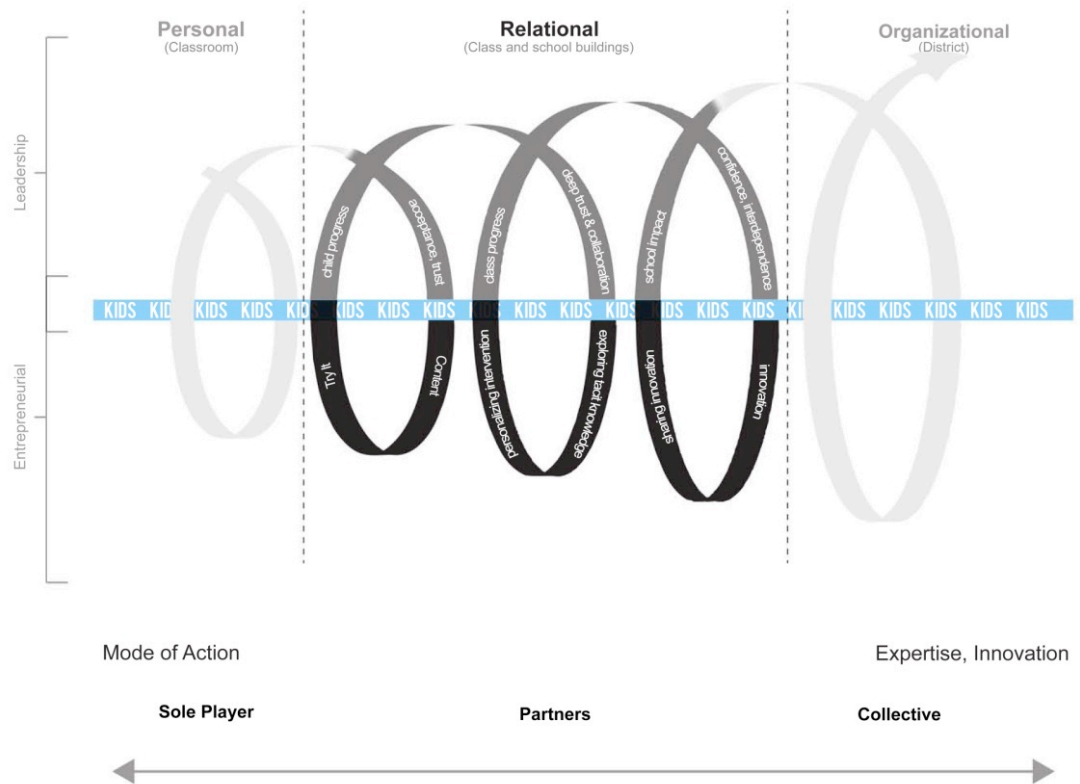 Personal
(Classroom)
Relational
(Class and school buildings)
Organizational
(District)
Leadership
Entrepreneurial
child progress
acceptance, trust
class progress
deep trust & collaboration
school impact
confidence, interdependence
KIDS KID KIDS KIDS KIDS KIDS KIDS KIDS KIDS KIDS KIDS KIDS KIDS KIDS KIDS KI KIDS KIDS KIDS KIDS KIDS
Try It
Content
personalizing intervention
exploring tacit knowledge
sharing innovation
innovation
Mode of Action
Expertise, Innovation
Sole Player
Partners
Collective